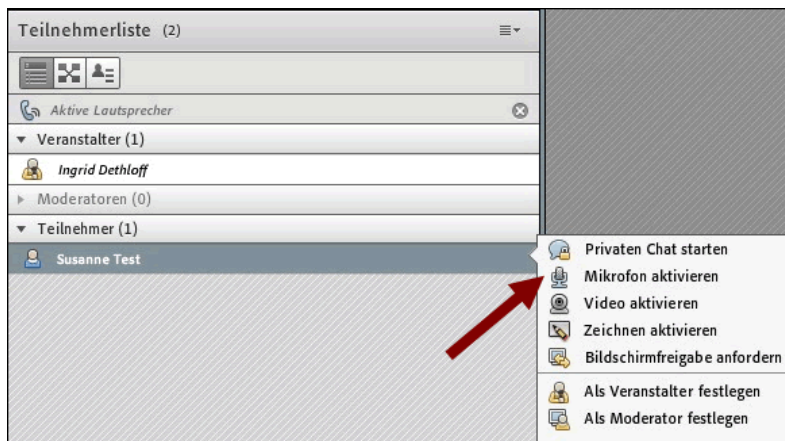 Teilnehmerliste (2)
Aktive Lautsprecher
Veranstalter (1)
Ingrid Dethloff
Moderatoren (0)
Teilnehmer (1)
Susanne Test
Privaten Chat starten
Mikrofon aktivieren
Video aktivieren
Zeichnen aktivieren
Bildschirmfreigabe anfordern
Als Veranstalter festlegen
Als Moderator festlegen